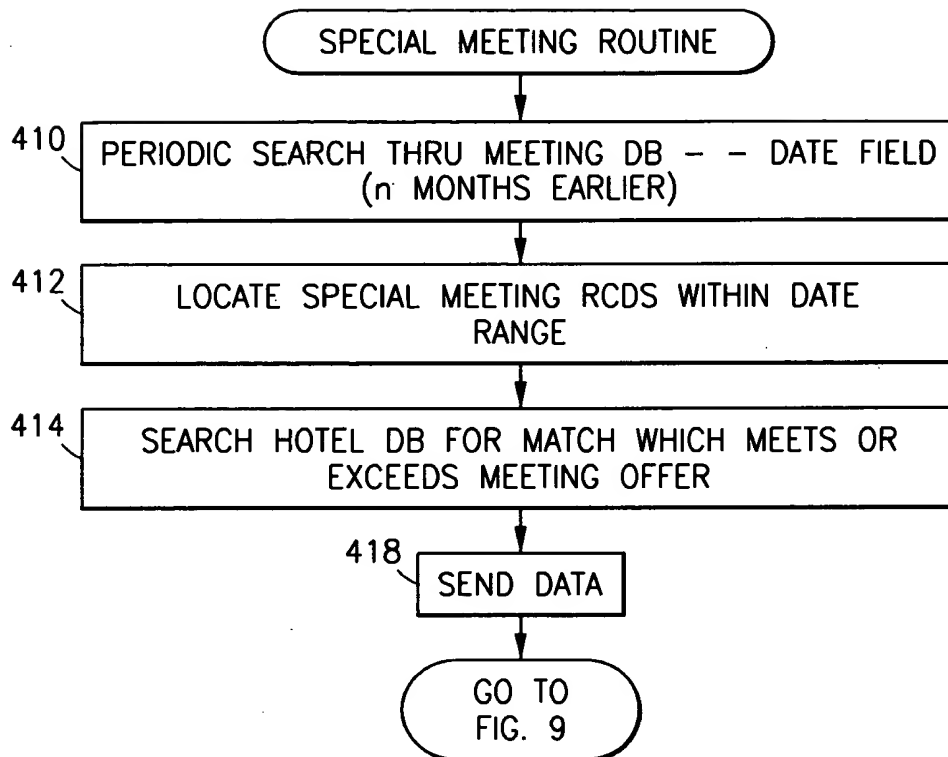 SPECIAL MEETING ROUTINE
410
PERIODIC SEARCH THRU MEETING DB - - DATE FIELD
(n MONTHS EARLIER)
412
LOCATE SPECIAL MEETING RCDS WITHIN DATE
RANGE
414
SEARCH HOTEL DB FOR MATCH WHICH MEETS OR
EXCEEDS MEETING OFFER
418
SEND DATA
GO TO
FIG. 9